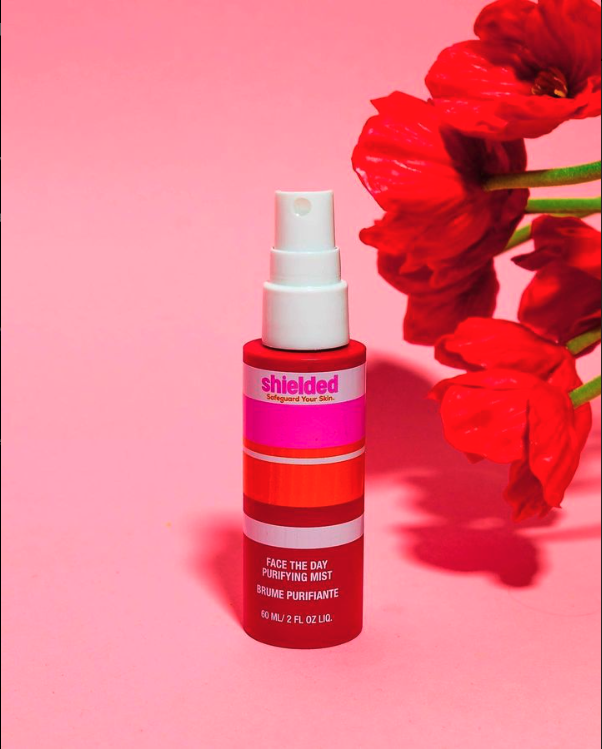 shielded
Safeguard Your Skin.
FACE THE DAY
PURIFYING MIST
BRUME PURIFIANTE
60 ML/ 2 FL OZ LIQ.